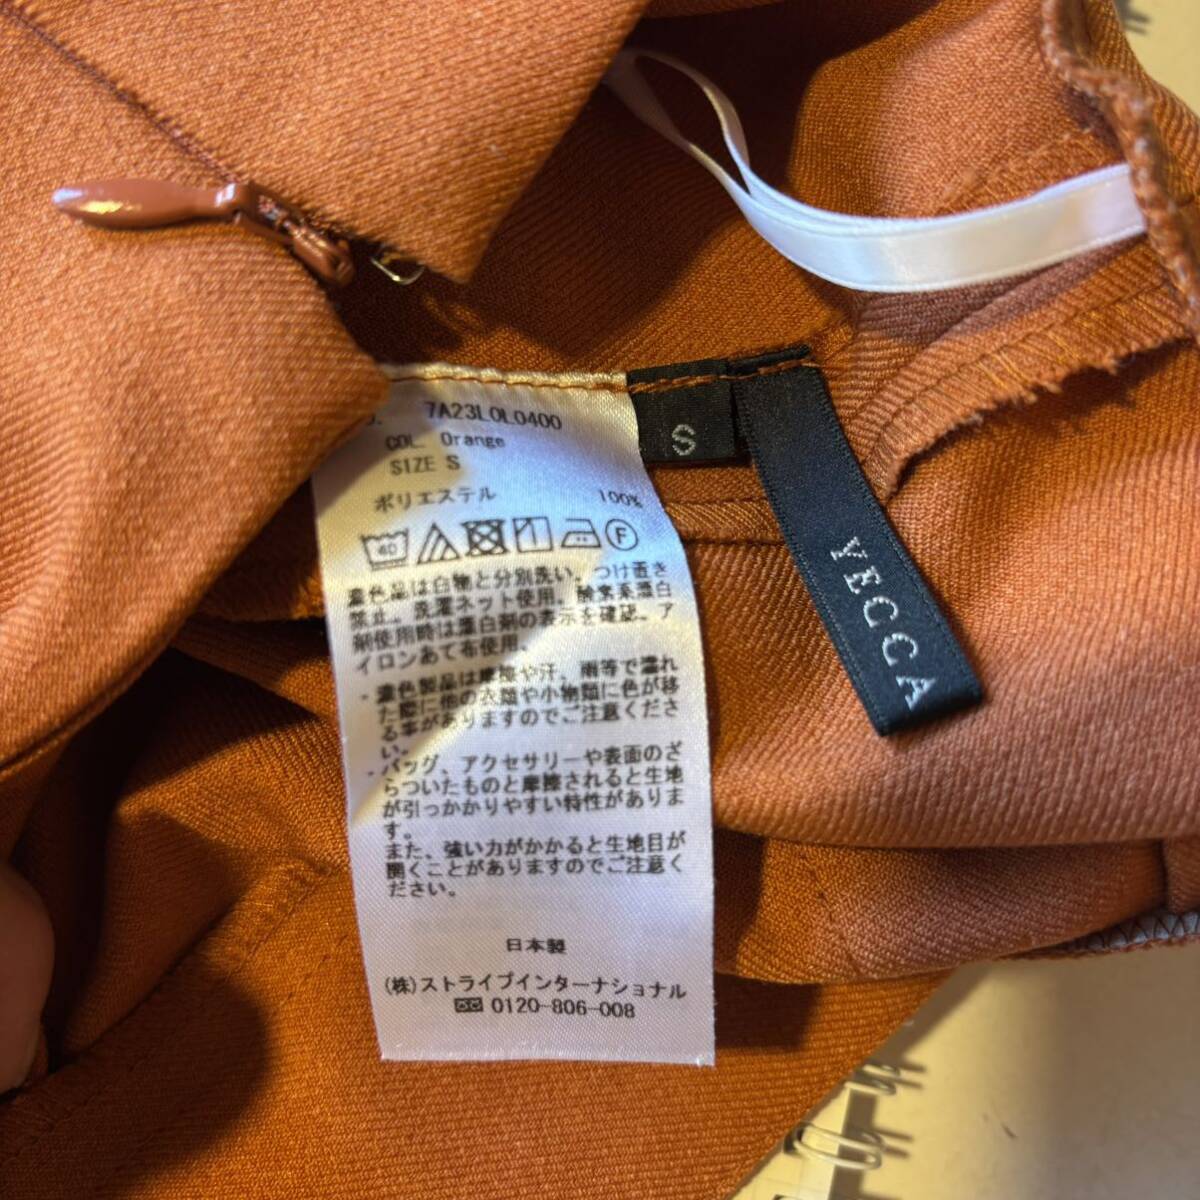 7A23L0L0400
COL. Orange
SIZE S
ポリエステル 100%
40
F
濃色品は白物と分別洗い、つけ置き
禁止、洗濯ネット使用。酸素系漂白
剤使用時は漂白剤の表示を確認。ア
イロンあて布使用、
・濃色製品は摩擦や汗、雨等で濡れ
た際に他の衣類や小物類に色が移
る事がありますのでご注意くださ
い。
・バッグ、アクセサリーや表面のざ
らついたものと摩擦されると生地
が引っかかりやすい特性がありま
す。
また、強い力がかかると生地目が
開くことがありますのでご注意く
ださい。
日本製
(株)ストライプインターナショナル
0120-806-008
S
VECCA